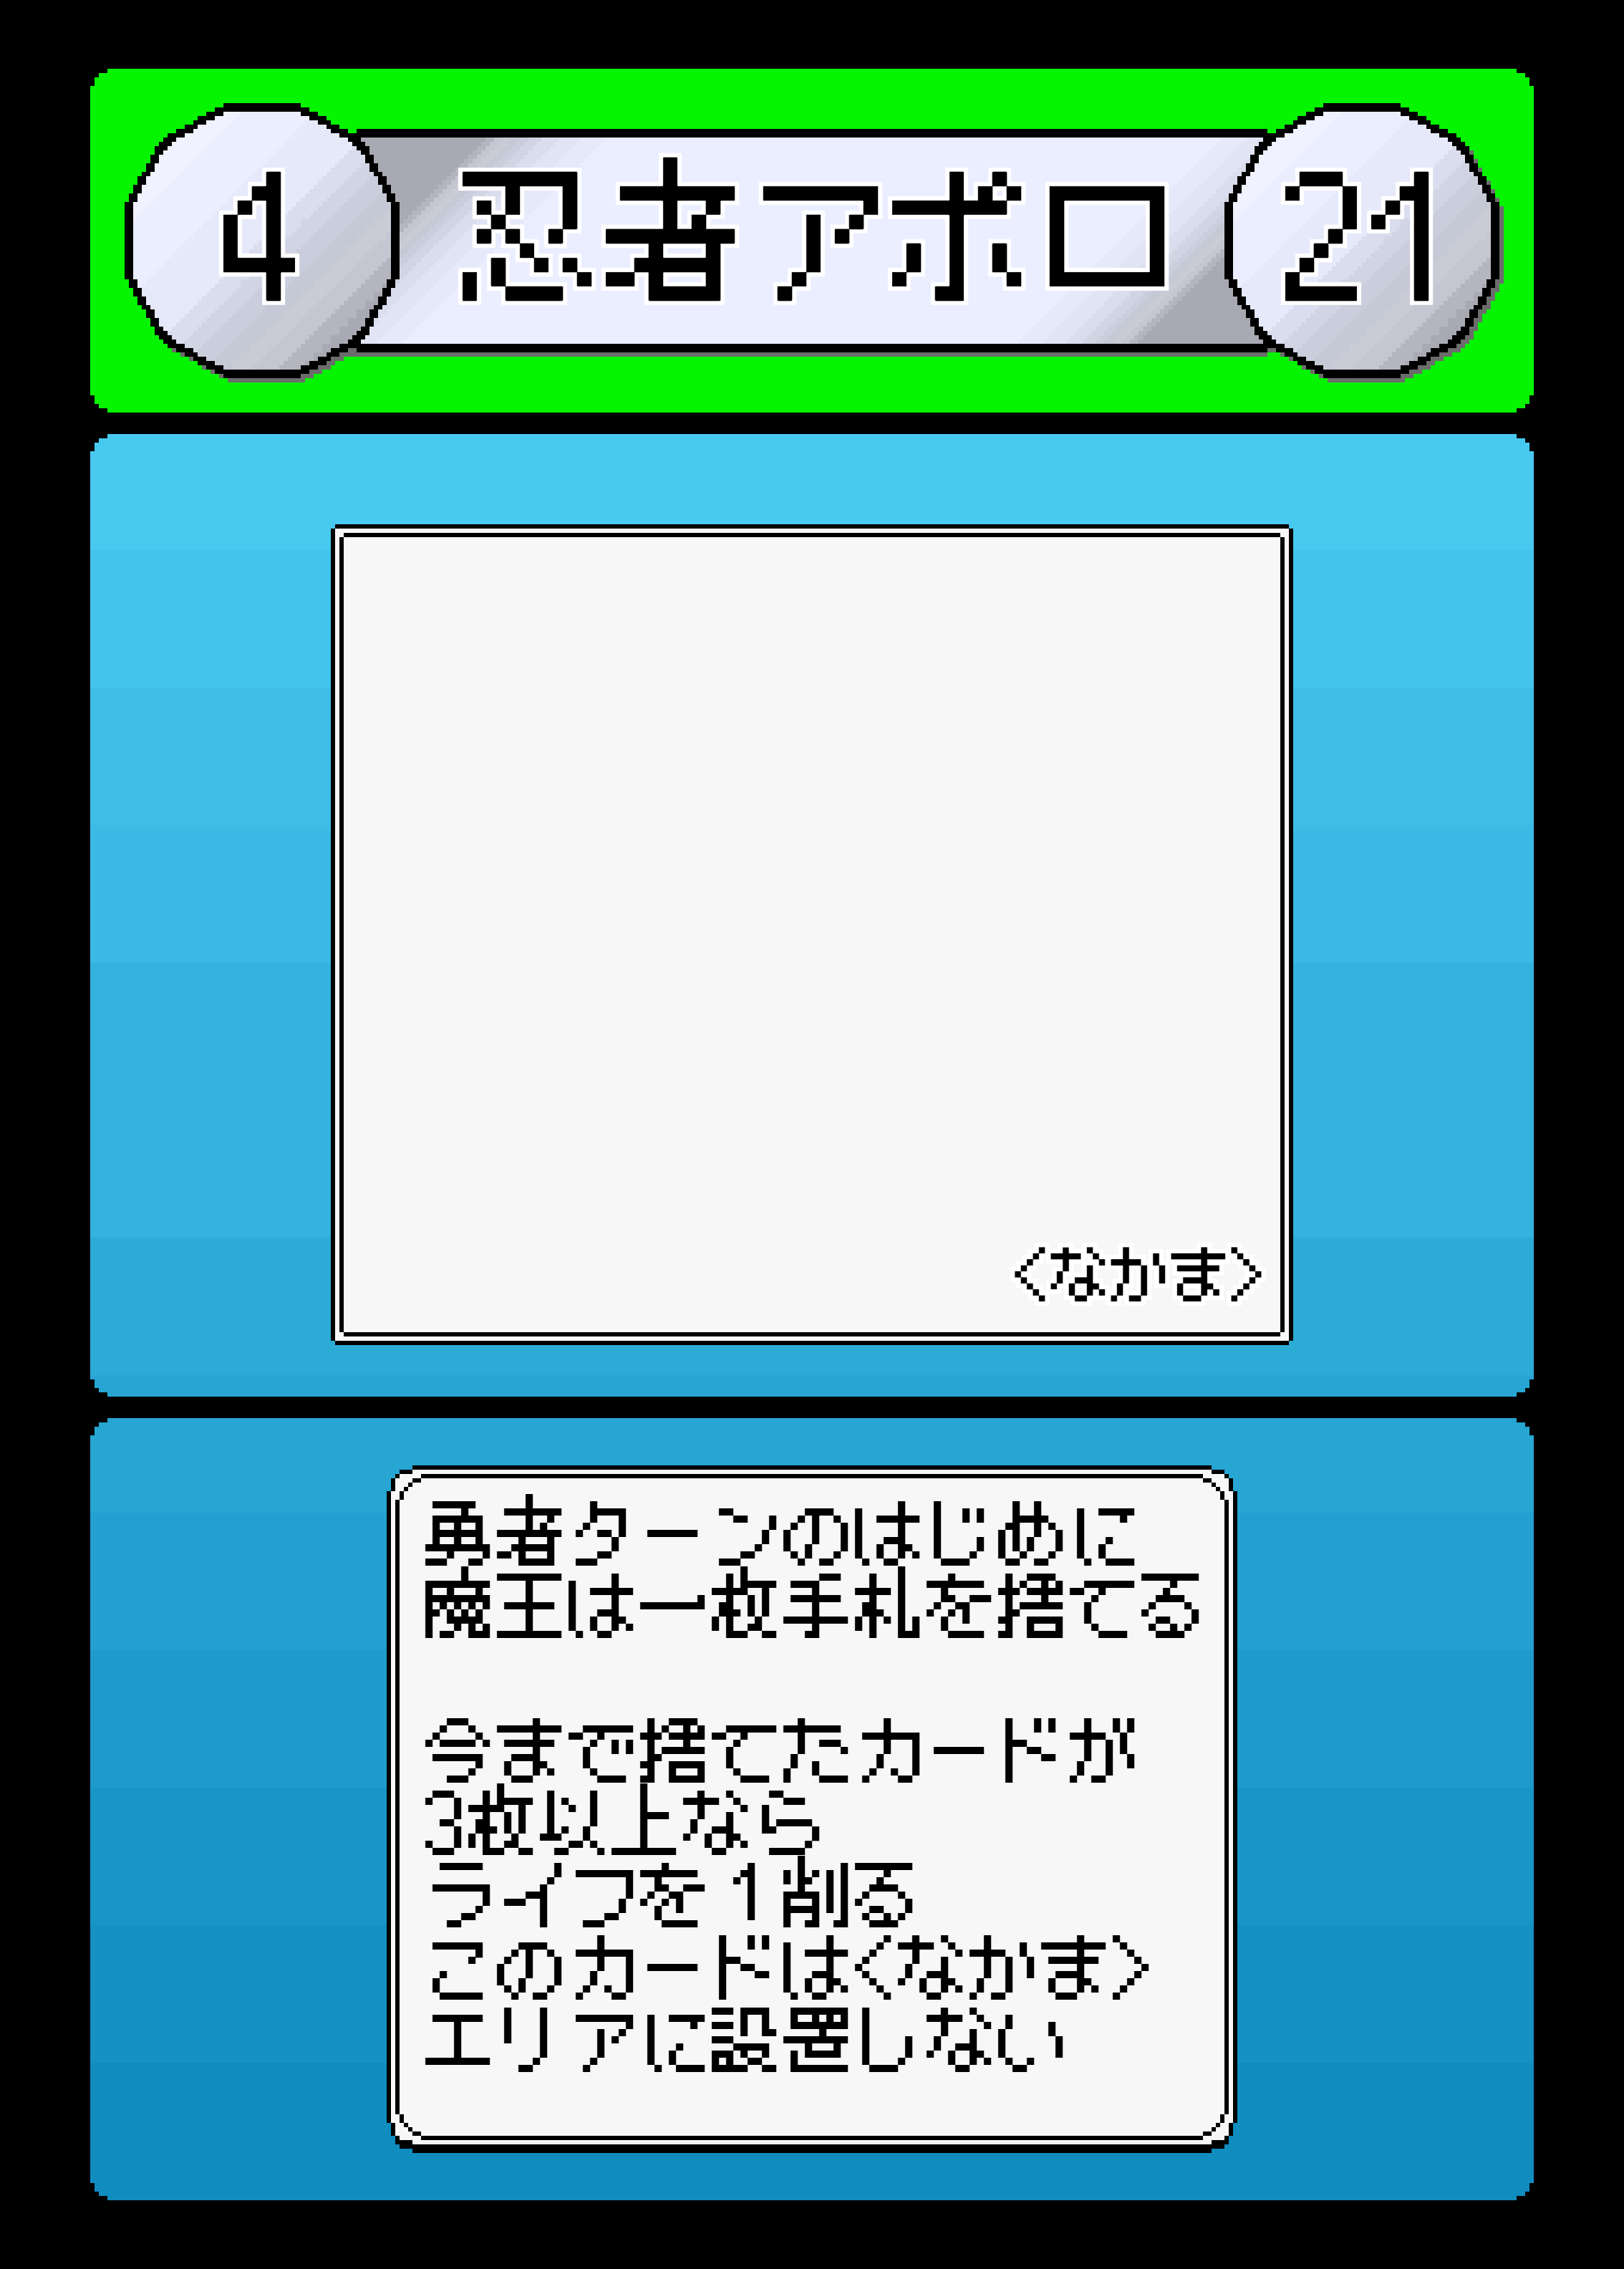 4 忍者アポロ 21
<なかま>
勇者ターンのはじめに
魔王は一枚手札を捨てる
今まで捨てたカードが
3枚以上なら
ライフを1削る
このカードは<なかま>
エリアに設置しない